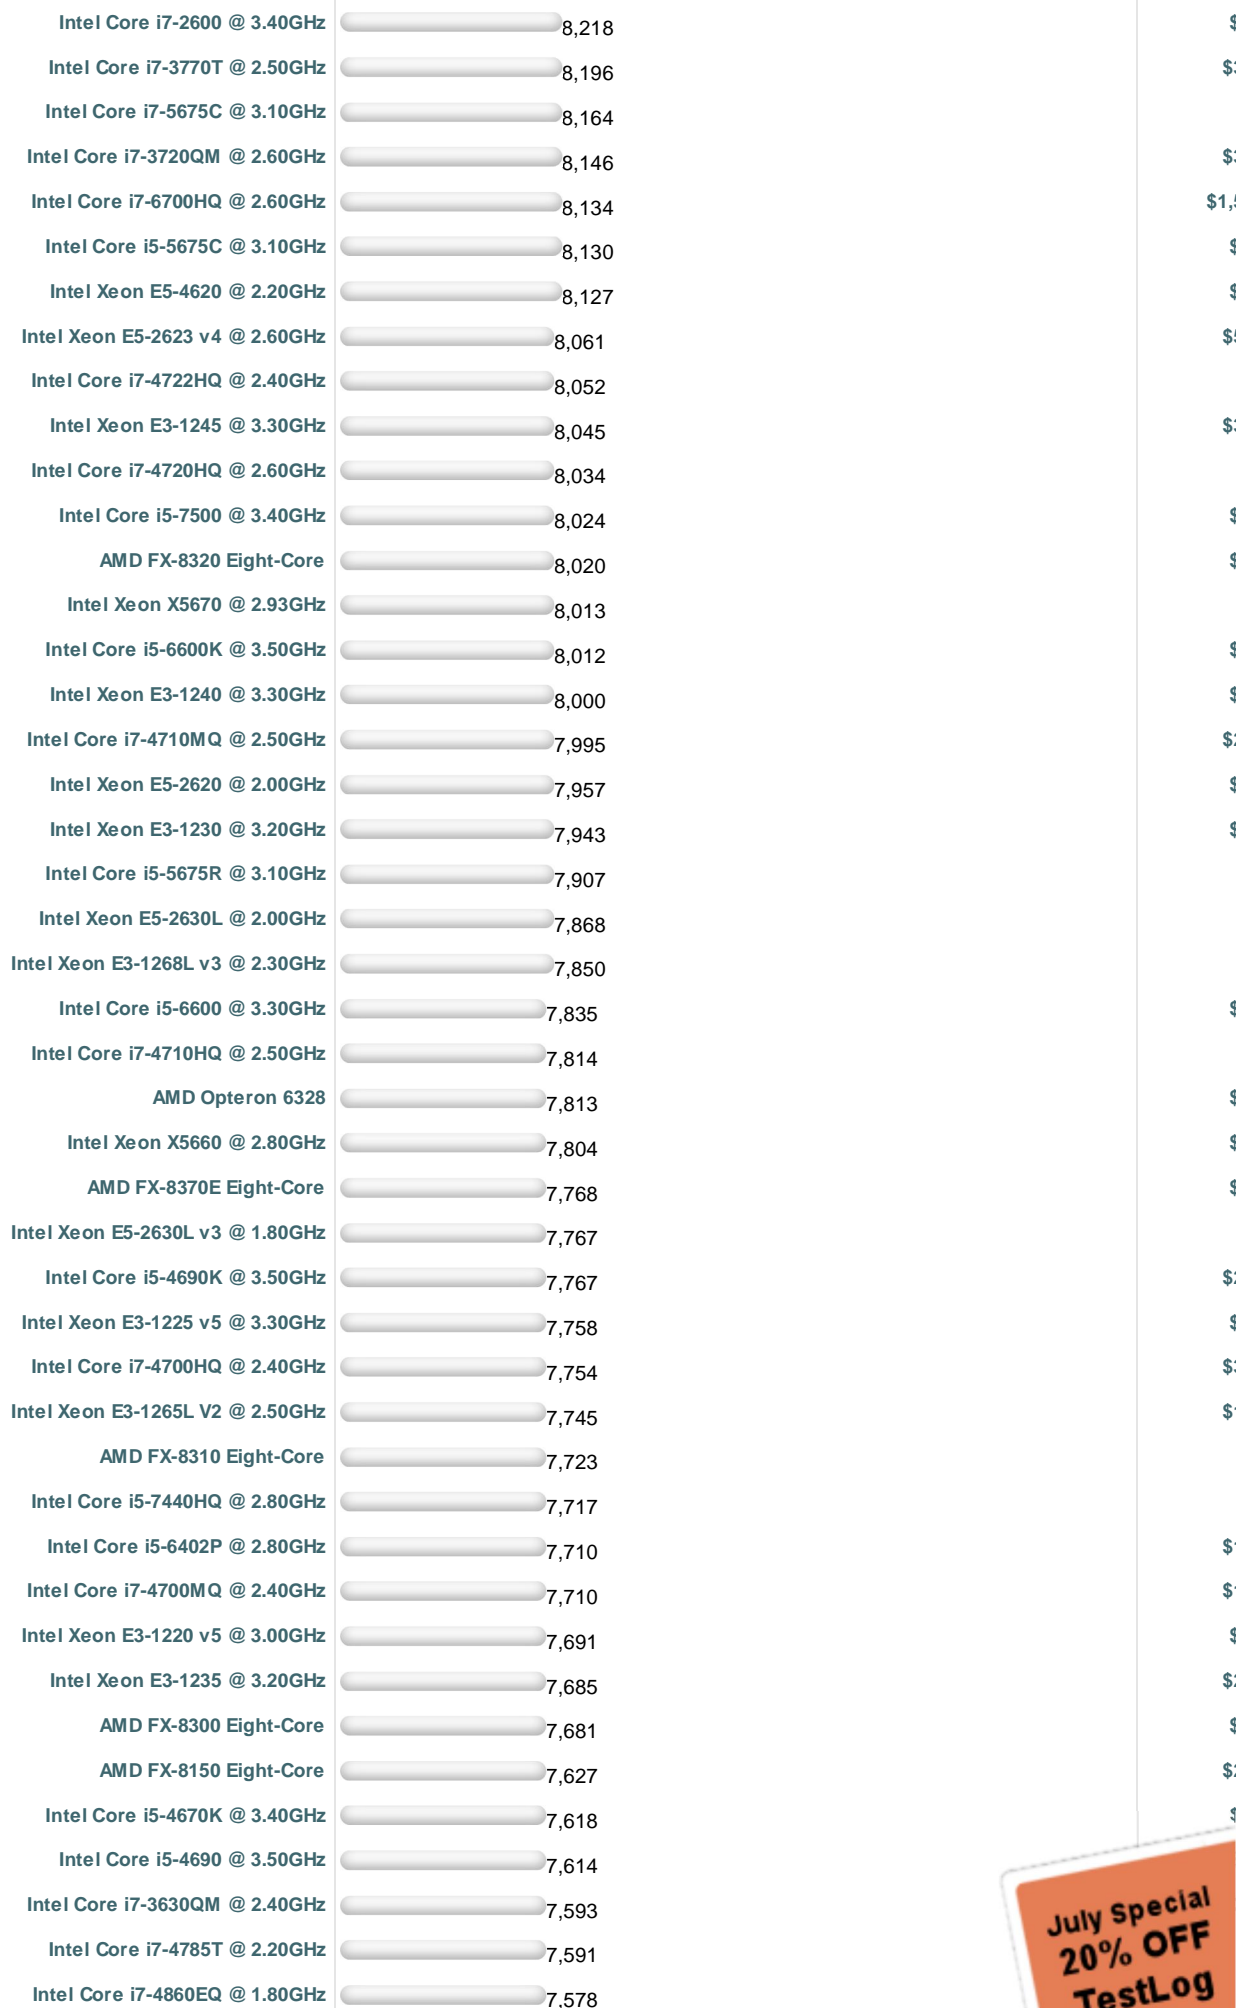 Intel Core i7-2600 @ 3.40GHz 8,218 $
Intel Core i7-3770T @ 2.50GHz 8,196 $3
Intel Core i7-5675C @ 3.10GHz 8,164
Intel Core i7-3720QM @ 2.60GHz 8,146 $3
Intel Core i7-6700HQ @ 2.60GHz 8,134 $1,5
Intel Core i5-5675C @ 3.10GHz 8,130 $
Intel Xeon E5-4620 @ 2.20GHz 8,127 $
Intel Xeon E5-2623 v4 @ 2.60GHz 8,061 $5
Intel Core i7-4722HQ @ 2.40GHz 8,052
Intel Xeon E3-1245 @ 3.30GHz 8,045 $3
Intel Core i7-4720HQ @ 2.60GHz 8,034
Intel Core i5-7500 @ 3.40GHz 8,024 $
AMD FX-8320 Eight-Core 8,020 $
Intel Xeon X5670 @ 2.93GHz 8,013
Intel Core i5-6600K @ 3.50GHz 8,012 $
Intel Xeon E3-1240 @ 3.30GHz 8,000 $
Intel Core i7-4710MQ @ 2.50GHz 7,995 $2
Intel Xeon E5-2620 @ 2.00GHz 7,957 $
Intel Xeon E3-1230 @ 3.20GHz 7,943 $
Intel Core i5-5675R @ 3.10GHz 7,907
Intel Xeon E5-2630L @ 2.00GHz 7,868
Intel Xeon E3-1268L v3 @ 2.30GHz 7,850
Intel Core i5-6600 @ 3.30GHz 7,835 $
Intel Core i7-4710HQ @ 2.50GHz 7,814
AMD Opteron 6328 7,813 $
Intel Xeon X5660 @ 2.80GHz 7,804 $
AMD FX-8370E Eight-Core 7,768 $
Intel Xeon E5-2630L v3 @ 1.80GHz 7,767
Intel Core i5-4690K @ 3.50GHz 7,767 $2
Intel Xeon E3-1225 v5 @ 3.30GHz 7,758 $
Intel Core i7-4700HQ @ 2.40GHz 7,754 $3
Intel Xeon E3-1265L V2 @ 2.50GHz 7,745 $1
AMD FX-8310 Eight-Core 7,723
Intel Core i5-7440HQ @ 2.80GHz 7,717
Intel Core i5-6402P @ 2.80GHz 7,710 $1
Intel Core i7-4700MQ @ 2.40GHz 7,710 $1
Intel Xeon E3-1220 v5 @ 3.00GHz 7,691 $
Intel Xeon E3-1235 @ 3.20GHz 7,685 $2
AMD FX-8300 Eight-Core 7,681 $
AMD FX-8150 Eight-Core 7,627 $2
Intel Core i5-4670K @ 3.40GHz 7,618 $
Intel Core i5-4690 @ 3.50GHz 7,614
Intel Core i7-3630QM @ 2.40GHz 7,593
Intel Core i7-4785T @ 2.20GHz 7,591
Intel Core i7-4860EQ @ 1.80GHz 7,578
July Special
20% OFF
TestLog